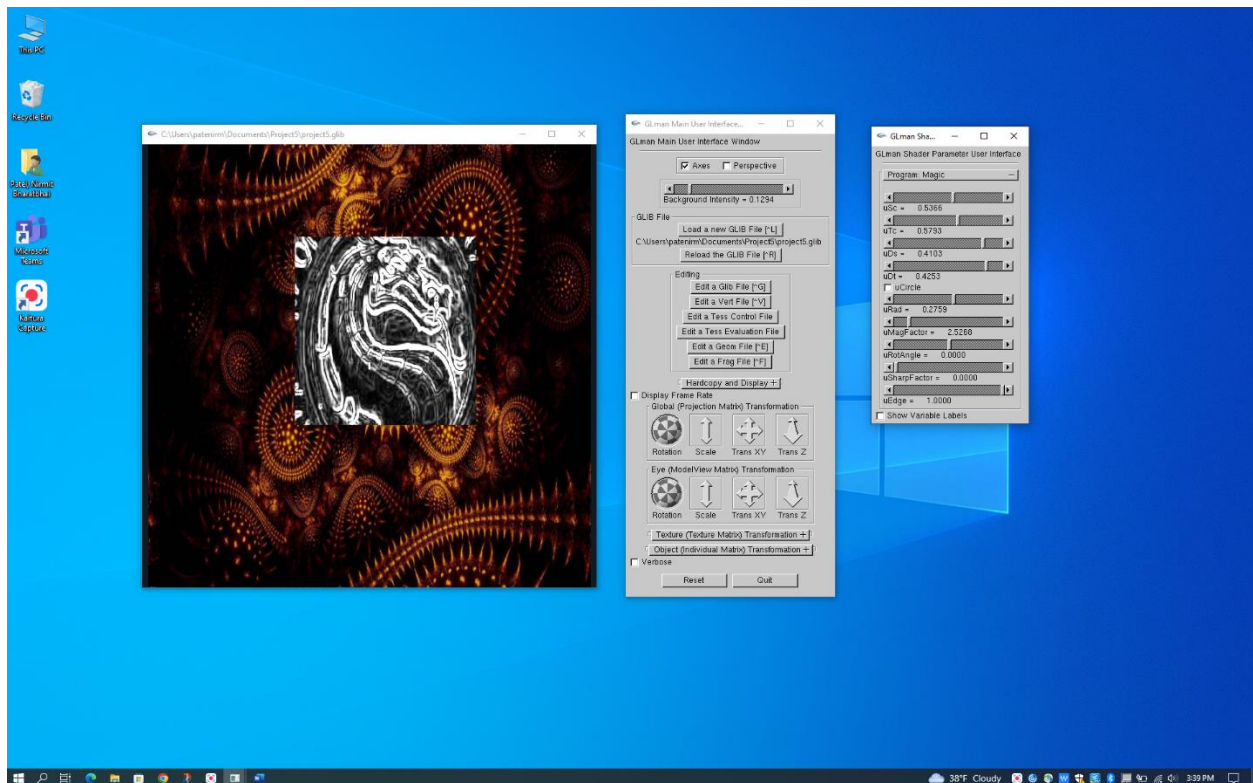 This PC
Recycle Bin
Patel, Nirmit
Bharatbhai
Microsoft
Teams
Kaltura
Capture
C:\Users\patenirm\Documents\Project5\project5.glib
GLman Main User Interface...
GLman Main User Interface Window
Axes Perspective
Background Intensity = 0.1294
GLIB File
Load a new GLIB File [^L]
C:\Users\patenirm\Documents\Project5\project5.glib
Reload the GLIB File [^R]
Editing
Edit a Glib File [^G]
Edit a Vert File [^V]
Edit a Tess Control File
Edit a Tess Evaluation File
Edit a Geom File [^E]
Edit a Frag File [^F]
Hardcopy and Display +
Display Frame Rate
Global (Projection Matrix) Transformation
Rotation Scale Trans XY Trans Z
Eye (ModelView Matrix) Transformation
Rotation Scale Trans XY Trans Z
Texture (Texture Matrix) Transformation +
Object (Individual Matrix) Transformation +
Verbose
Reset Quit
GLman Sha...
GLman Shader Parameter User Interface
Program: Magic −
uSc = 0.5366
uTc = 0.5793
uDs = 0.4103
uDt = 0.4253
uCircle
uRad = 0.2759
uMagFactor = 2.5268
uRotAngle = 0.0000
uSharpFactor = 0.0000
uEdge = 1.0000
Show Variable Labels
38°F Cloudy
3:39 PM